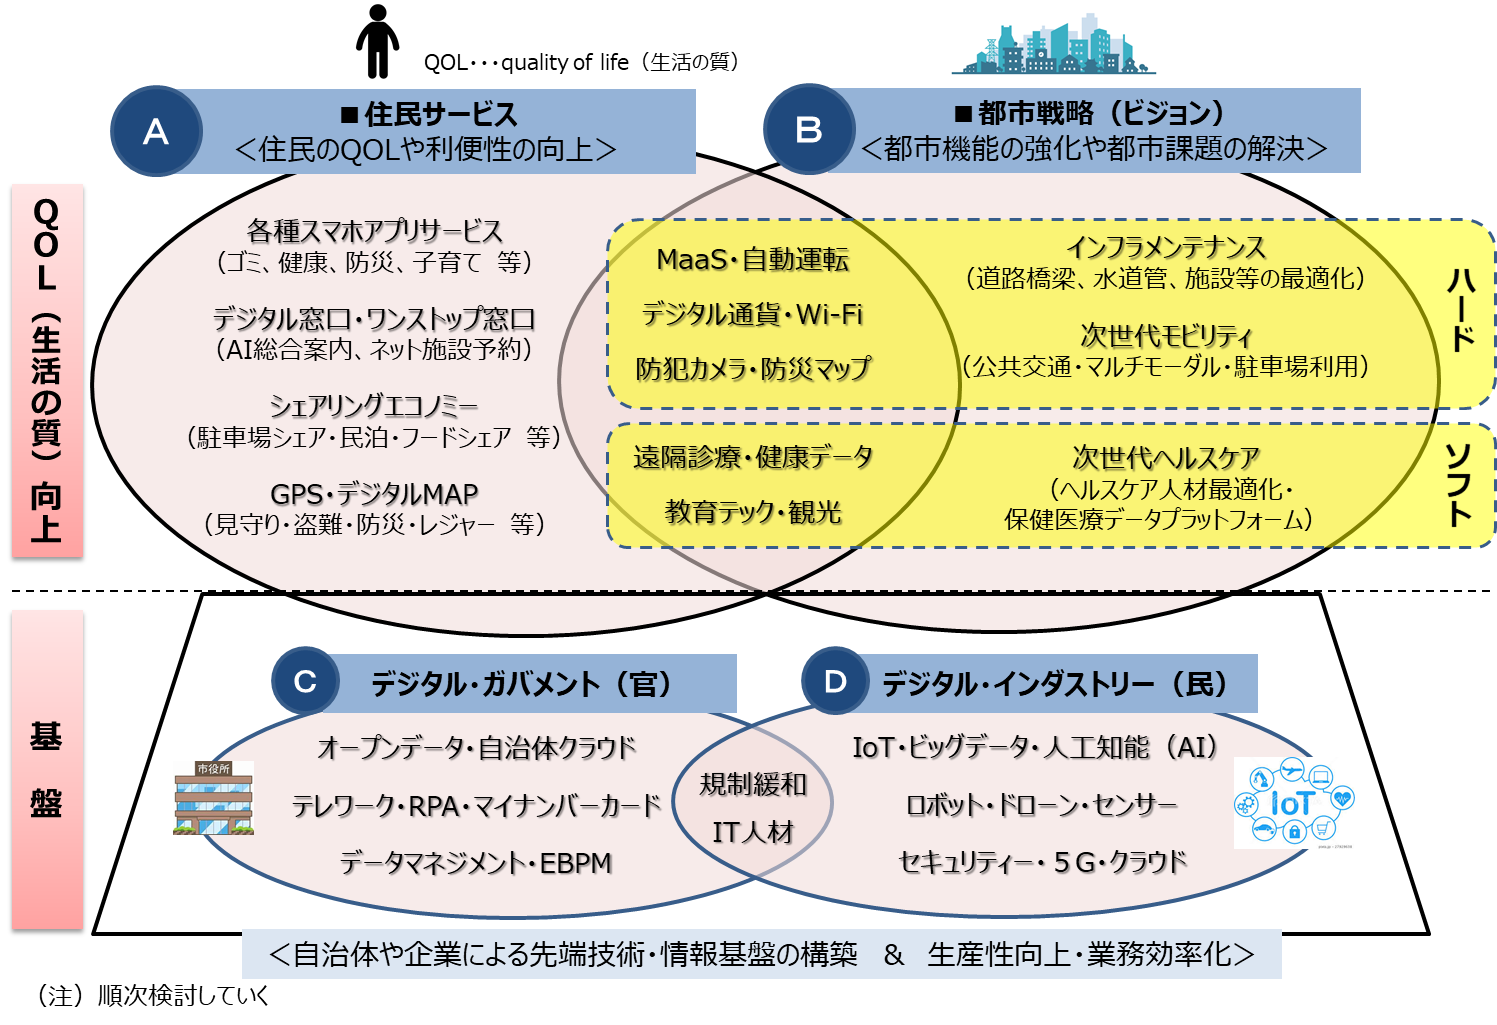 QOL・・・quality of life（生活の質）
A
■住民サービス
＜住民のQOLや利便性の向上＞
B
■都市戦略（ビジョン）
＜都市機能の強化や都市課題の解決＞
QOL（生活の質）向上
各種スマホアプリサービス
（ゴミ、健康、防災、子育て 等）
デジタル窓口・ワンストップ窓口
（AI総合案内、ネット施設予約）
シェアリングエコノミー
（駐車場シェア・民泊・フードシェア 等）
GPS・デジタルMAP
（見守り・盗難・防災・レジャー 等）
MaaS・自動運転
デジタル通貨・Wi-Fi
防犯カメラ・防災マップ
インフラメンテナンス
（道路橋梁、水道管、施設等の最適化）
次世代モビリティ
（公共交通・マルチモーダル・駐車場利用）
ハード
遠隔診療・健康データ
教育テック・観光
次世代ヘルスケア
（ヘルスケア人材最適化・
保健医療データプラットフォーム）
ソフト
基 盤
C
デジタル・ガバメント（官）
D
デジタル・インダストリー（民）
オープンデータ・自治体クラウド
テレワーク・RPA・マイナンバーカード
データマネジメント・EBPM
市役所
規制緩和
IT人材
IoT・ビッグデータ・人工知能（AI）
ロボット・ドローン・センサー
セキュリティー・５G・クラウド
IoT
＜自治体や企業による先端技術・情報基盤の構築 ＆ 生産性向上・業務効率化＞
（注）順次検討していく